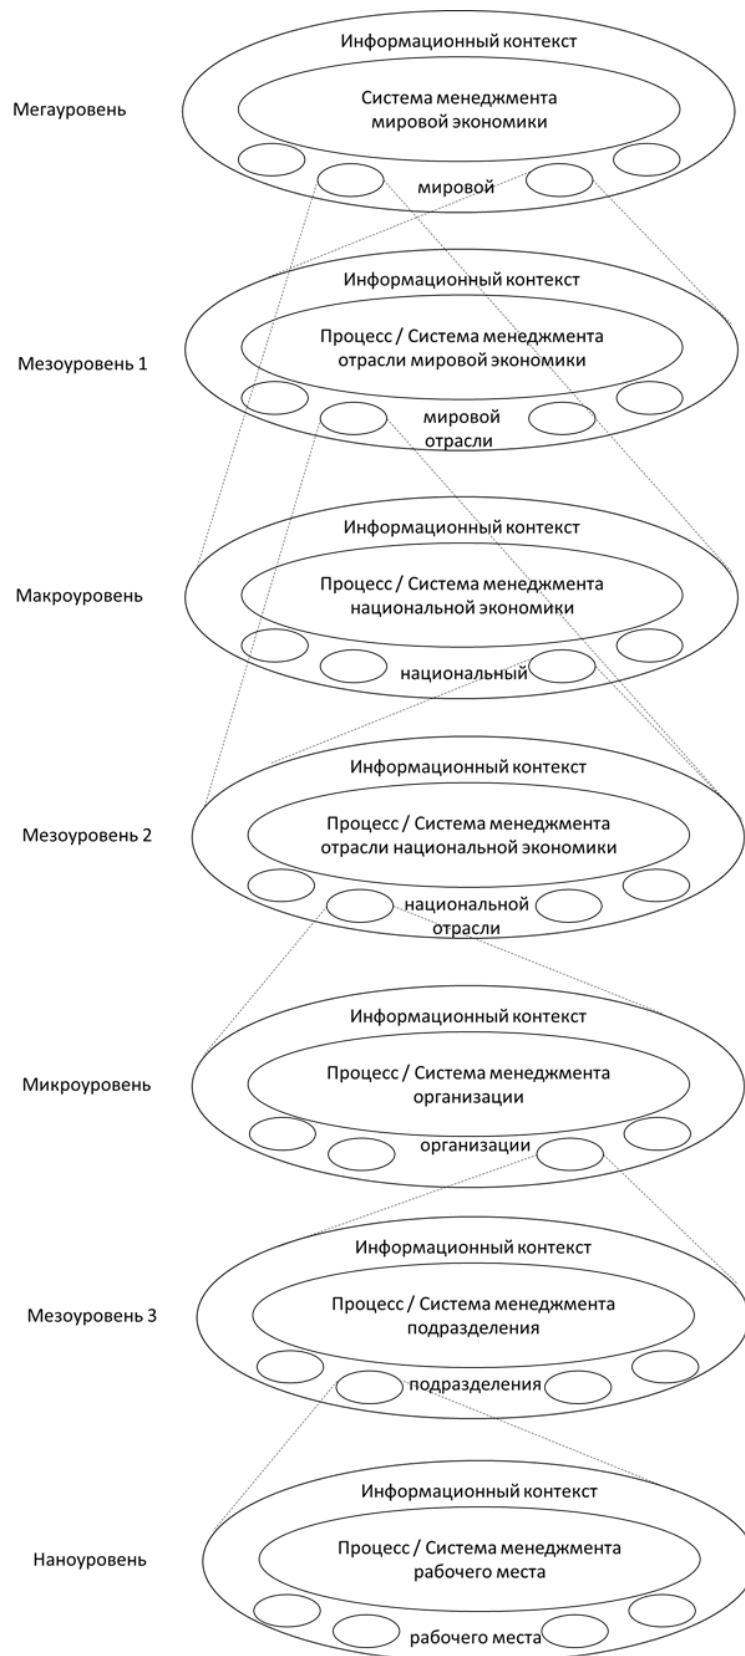 Информационный контекст
Система менеджмента
мировой экономики
Мегауровень
мировой
Информационный контекст
Процесс / Система менеджмента
отрасли мировой экономики
Мезоуровень 1
мировой
отрасли
Информационный контекст
Процесс / Система менеджмента
национальной экономики
Макроуровень
национальный
Информационный контекст
Процесс / Система менеджмента
отрасли национальной экономики
Мезоуровень 2
национальной
отрасли
Информационный контекст
Процесс / Система менеджмента
организации
Микроуровень
организации
Информационный контекст
Процесс / Система менеджмента
подразделения
Мезоуровень 3
подразделения
Информационный контекст
Процесс / Система менеджмента
рабочего места
Наноуровень
рабочего места